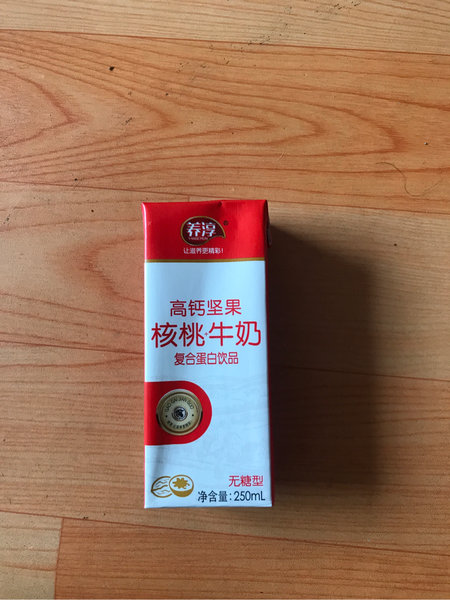 养淳
让滋养更精彩!
高钙坚果
核桃+牛奶
复合蛋白饮品
无糖型
净含量:250mL